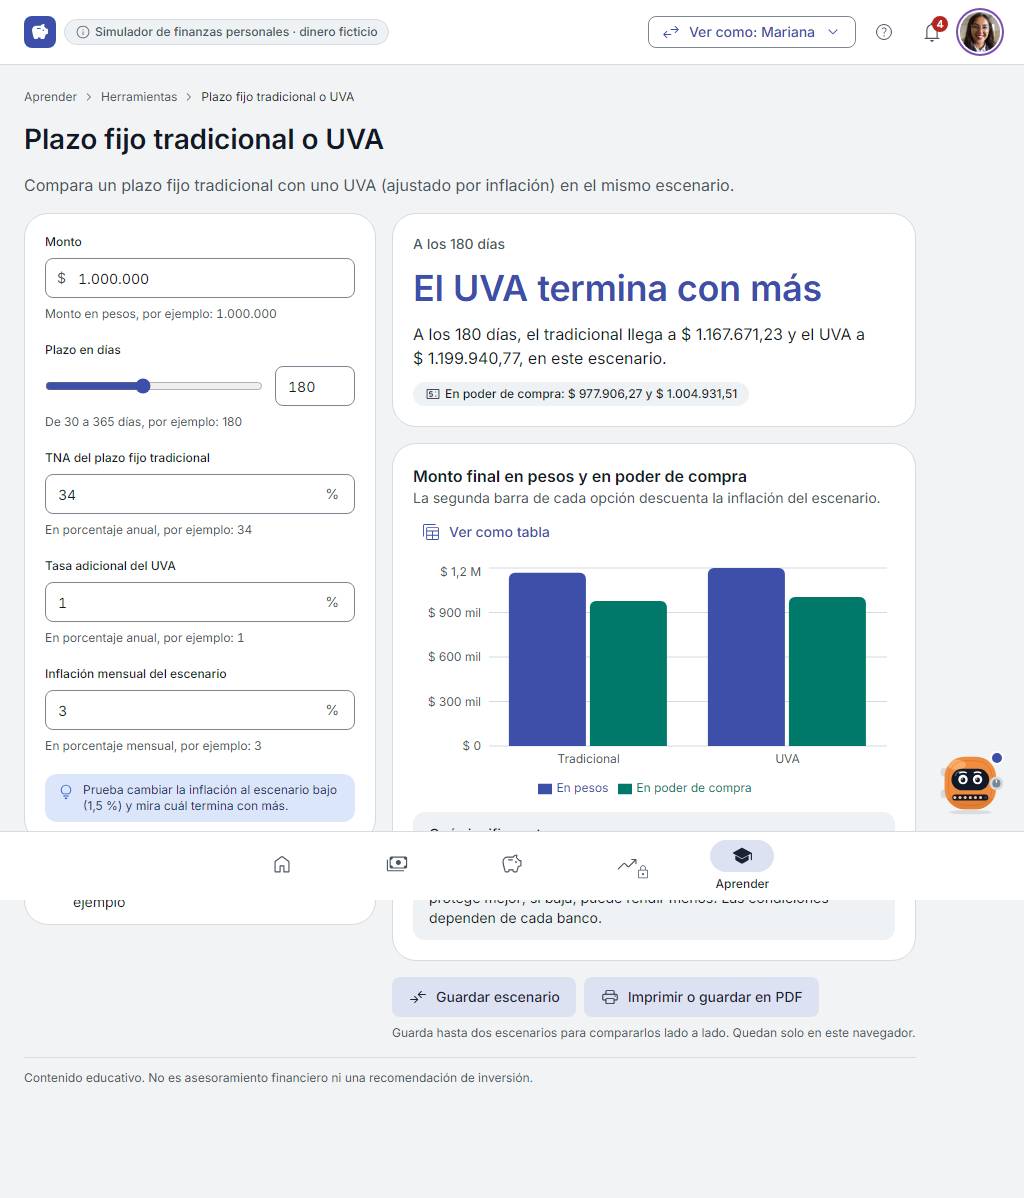 Simulador de finanzas personales · dinero ficticio
Ver como: Mariana
4
Aprender > Herramientas > Plazo fijo tradicional o UVA
Plazo fijo tradicional o UVA
Compara un plazo fijo tradicional con uno UVA (ajustado por inflación) en el mismo escenario.
Monto
$ 1.000.000
Monto en pesos, por ejemplo: 1.000.000
Plazo en días
180
De 30 a 365 días, por ejemplo: 180
TNA del plazo fijo tradicional
34 %
En porcentaje anual, por ejemplo: 34
Tasa adicional del UVA
1 %
En porcentaje anual, por ejemplo: 1
Inflación mensual del escenario
3 %
En porcentaje mensual, por ejemplo: 3
Prueba cambiar la inflación al escenario bajo
(1,5 %) y mira cuál termina con más.
ejemplo
A los 180 días
El UVA termina con más
A los 180 días, el tradicional llega a $ 1.167.671,23 y el UVA a
$ 1.199.940,77, en este escenario.
En poder de compra: $ 977.906,27 y $ 1.004.931,51
Monto final en pesos y en poder de compra
La segunda barra de cada opción descuenta la inflación del escenario.
Ver como tabla
$ 1,2 M
$ 900 mil
$ 600 mil
$ 300 mil
$ 0
Tradicional
UVA
En pesos
En poder de compra
protege mejor; si baja, puede rendir menos. Las condiciones
dependen de cada banco.
Guardar escenario
Imprimir o guardar en PDF
Guarda hasta dos escenarios para compararlos lado a lado. Quedan solo en este navegador.
Contenido educativo. No es asesoramiento financiero ni una recomendación de inversión.
Aprender